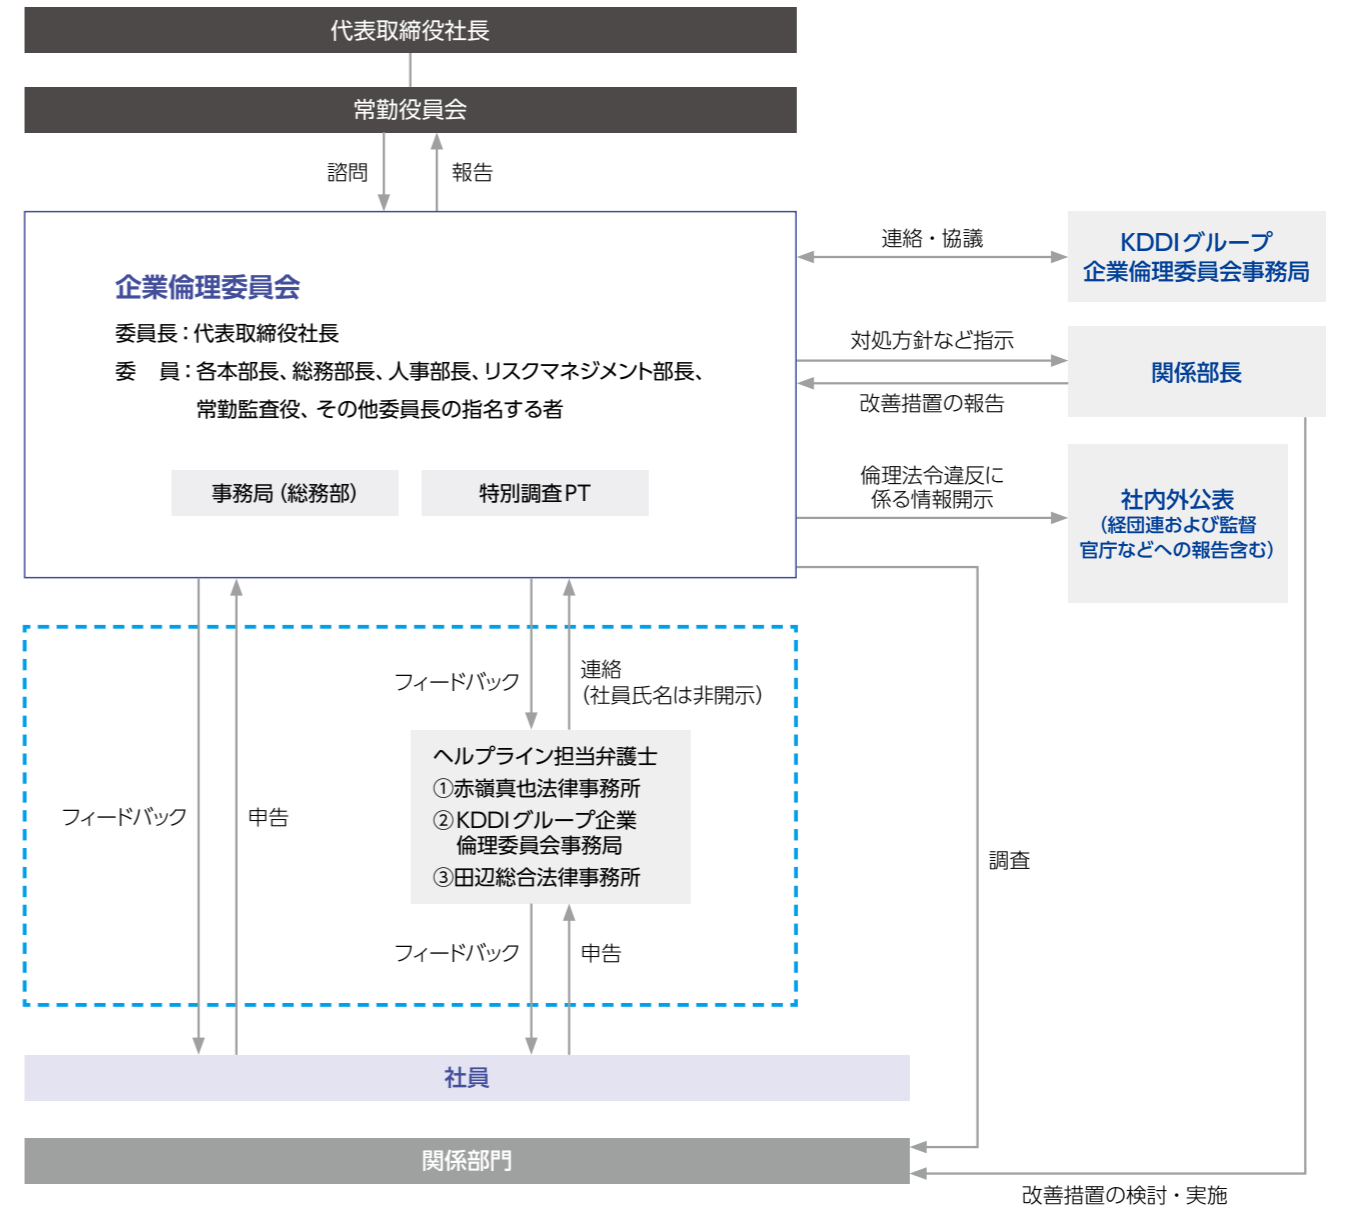 代表取締役社長
常勤役員会
諮問
報告
企業倫理委員会
委員長：代表取締役社長
委　員：各本部長、総務部長、人事部長、リスクマネジメント部長、
常勤監査役、その他委員長の指名する者
事務局（総務部）
特別調査PT
連絡・協議
KDDIグループ
企業倫理委員会事務局
対処方針など指示
改善措置の報告
関係部長
倫理法令違反に
係る情報開示
社内外公表
（経団連および監督
官庁などへの報告含む）
フィードバック
連絡
（社員氏名は非開示）
ヘルプライン担当弁護士
①赤嶺真也法律事務所
②KDDIグループ企業
倫理委員会事務局
③田辺総合法律事務所
フィードバック
申告
調査
フィードバック
申告
社員
関係部門
改善措置の検討・実施